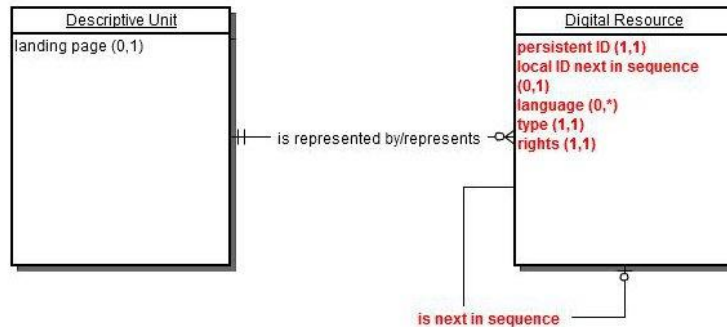 Descriptive Unit
landing page (0,1)
is represented by/represents
Digital Resource
persistent ID (1,1)
local ID next in sequence
(0,1)
language (0,*)
type (1,1)
rights (1,1)
is next in sequence